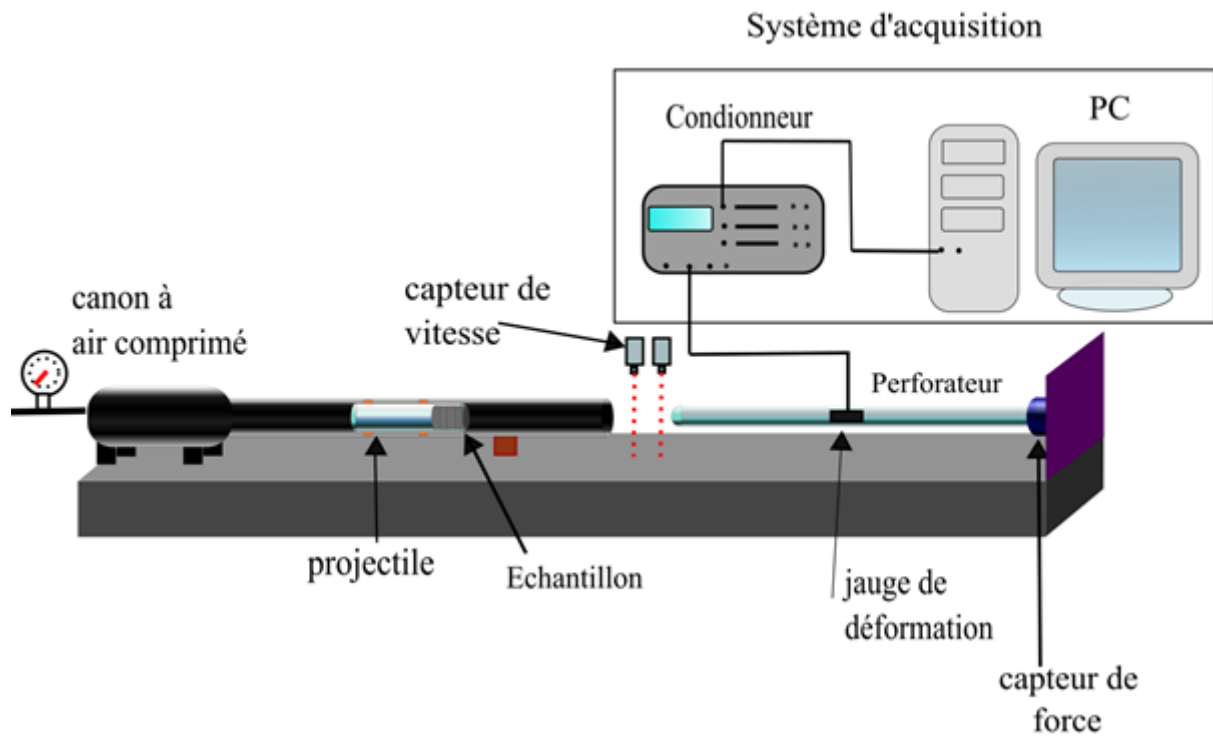 Système d'acquisition
Condionneur
PC
canon à
air comprimé
capteur de
vitesse
Perforateur
projectile
Echantillon
jauge de
déformation
capteur de
force